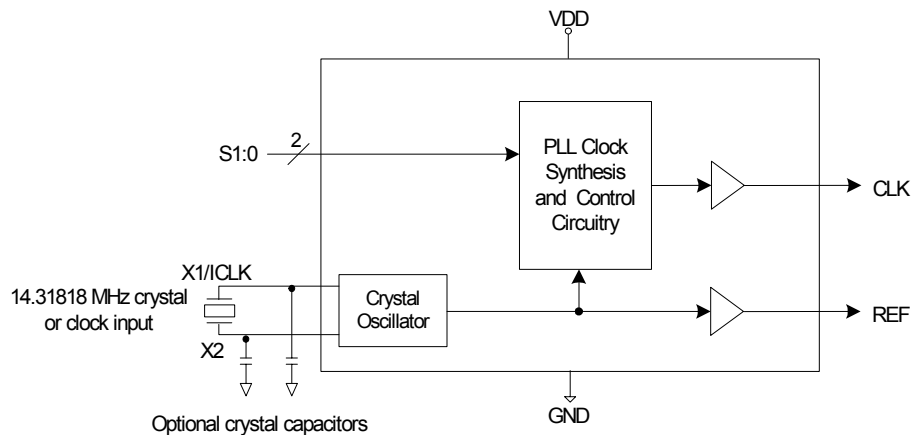 VDD
2
S1:0
PLL Clock
Synthesis
and Control
Circuitry
CLK
X1/ICLK
14.31818 MHz crystal
or clock input
X2
Crystal
Oscillator
REF
GND
Optional crystal capacitors